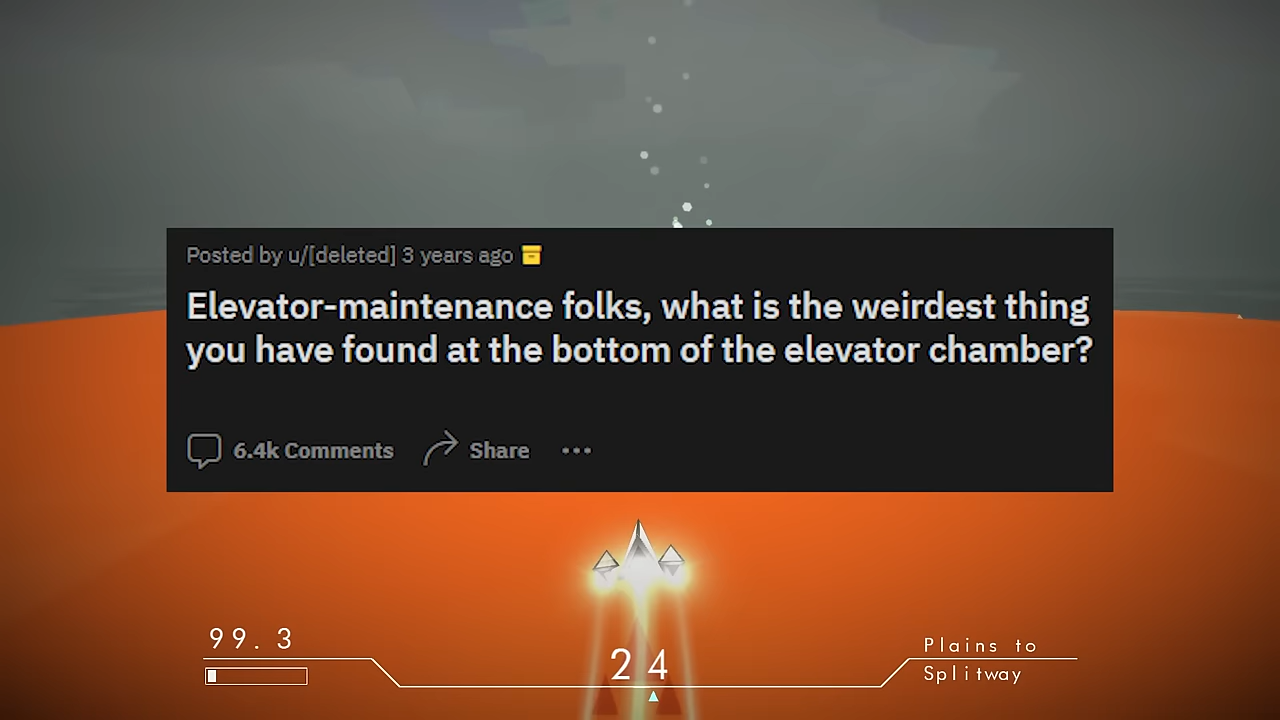 Posted by u/[deleted] 3 years ago
Elevator-maintenance folks, what is the weirdest thing
you have found at the bottom of the elevator chamber?
6.4k Comments Share ...
99.3
24
Plains to
Splitway